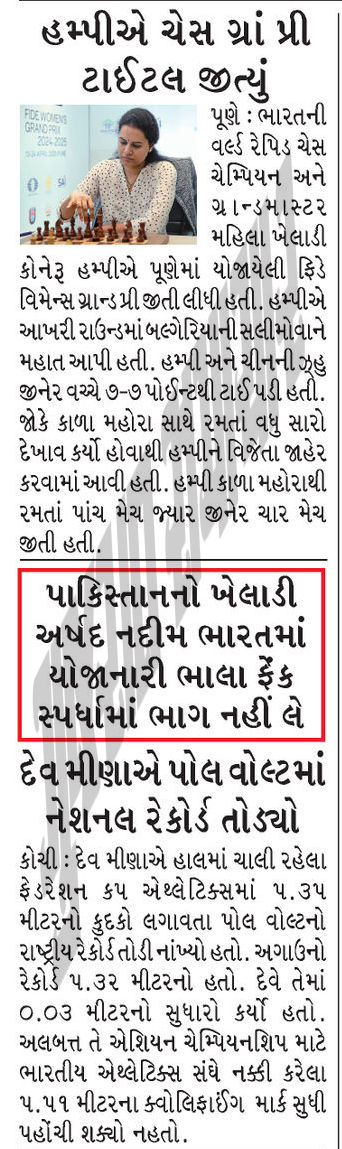 હમ્પીએ ચેસ ગ્રાં પ્રી
ટાઈટલ જીત્યું
FIDE WOMEN'S
GRAND PRIX
2024-2025
પૂણે : ભારતની
વર્લ્ડ રેપિડ ચેસ
ચેમ્પિયન અને
ગ્રાન્ડમાસ્ટર
મહિલા ખેલાડી
કોનેરૂ હમ્પીએ પૂણેમાં યોજાયેલી ફિડે
વિમેન્સ ગ્રાન્ડ પ્રી જીતી લીધી હતી. હમ્પીએ
આખરી રાઉન્ડમાં બલ્ગેરિયાની સલીમોવાને
મહાત આપી હતી. હમ્પી અને ચીનની ઝૂહુ
જીનેર વચ્ચે ૭-૭ પોઈન્ટથી ટાઈ પડી હતી.
જોકે કાળા મહોરા સાથે રમતાં વધુ સારો
દેખાવ કર્યો હોવાથી હમ્પીને વિજેતા જાહેર
કરવામાં આવી હતી. હમ્પી કાળા મહોરાથી
રમતાં પાંચ મેચ જ્યાર જીનેર ચાર મેચ
જીતી હતી.
પાકિસ્તાનનો ખેલાડી
અર્ષદ નદીમ ભારતમાં
યોજાનારી ભાલા ફેંક
સ્પર્ધામાં ભાગ નહીં લે
દેવ મીણાએ પોલ વોલ્ટમાં
નેશનલ રેકોર્ડ તોડ્યો
કોચી : દેવ મીણાએ હાલમાં ચાલી રહેલા
ફેડરેશન કપ એથ્લેટિક્સમાં ૫.૩૫
મીટરનો કુદકો લગાવતા પોલ વોલ્ટનો
રાષ્ટ્રીય રેકોર્ડ તોડી નાંખ્યો હતો. અગાઉનો
રેકોર્ડ ૫.૩૨ મીટરનો હતો. દેવે તેમાં
૦.૦૩ મીટરનો સુધારો કર્યો હતો.
અલબત્ત તે એશિયન ચેમ્પિયનશિપ માટે
ભારતીય એથ્લેટિક્સ સંઘે નક્કી કરેલા
૫.૫૧ મીટરના ક્વોલિફાઈંગ માર્ક સુધી
પહોંચી શક્યો નહતો.